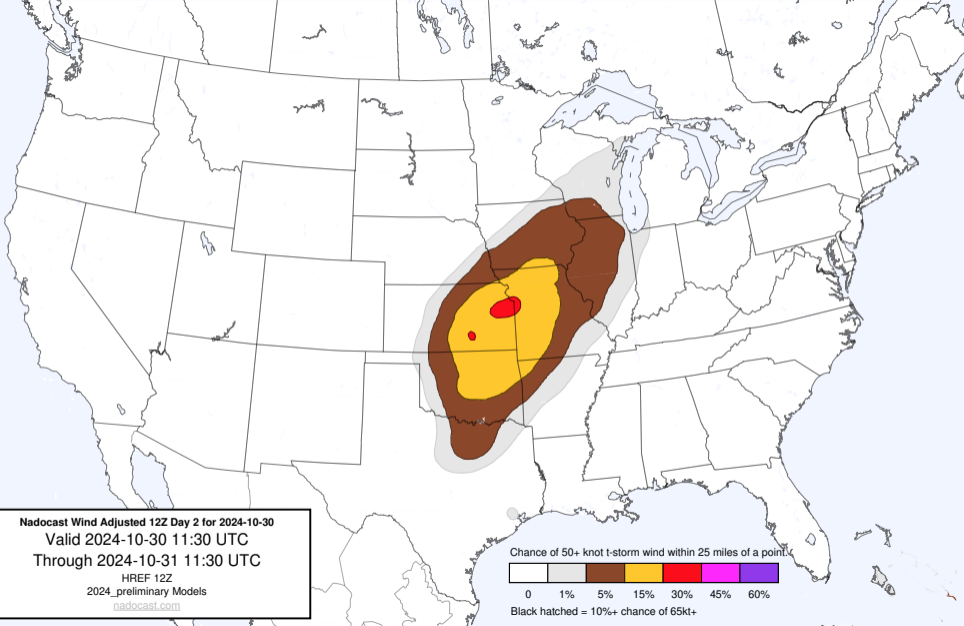 Nadocast Wind Adjusted 12Z Day 2 for 2024-10-30
Valid 2024-10-30 11:30 UTC
Through 2024-10-31 11:30 UTC
HREF 12Z
2024_preliminary Models
nadocast.com
Chance of 50+ knot t-storm wind within 25 miles of a point.
0 1% 5% 15% 30% 45% 60%
Black hatched = 10%+ chance of 65kt+